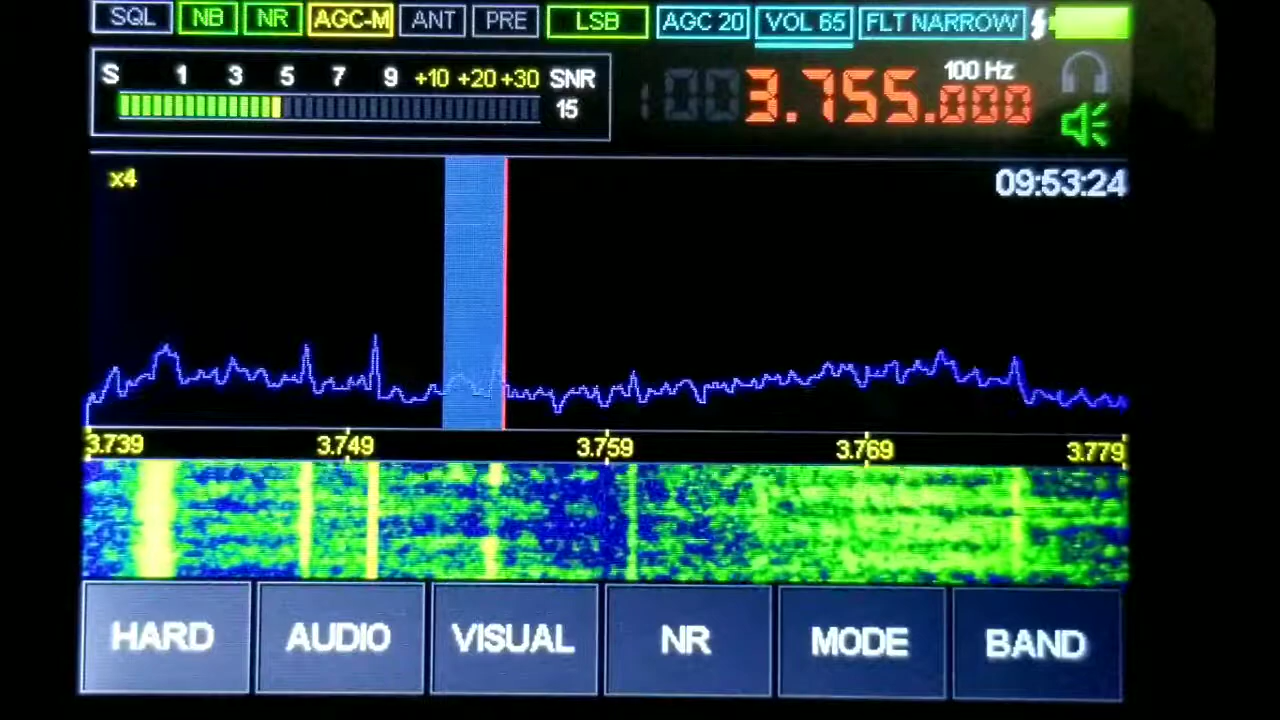 SQL NB NR AGC-M ANT PRE LSB AGC 20 VOL 65 FLT NARROW
S 1 3 5 7 9 +10 +20 +30 SNR
15
100 Hz
3.755.000
x4
09:53:24
3.739 3.749 3.759 3.769 3.779
HARD AUDIO VISUAL NR MODE BAND